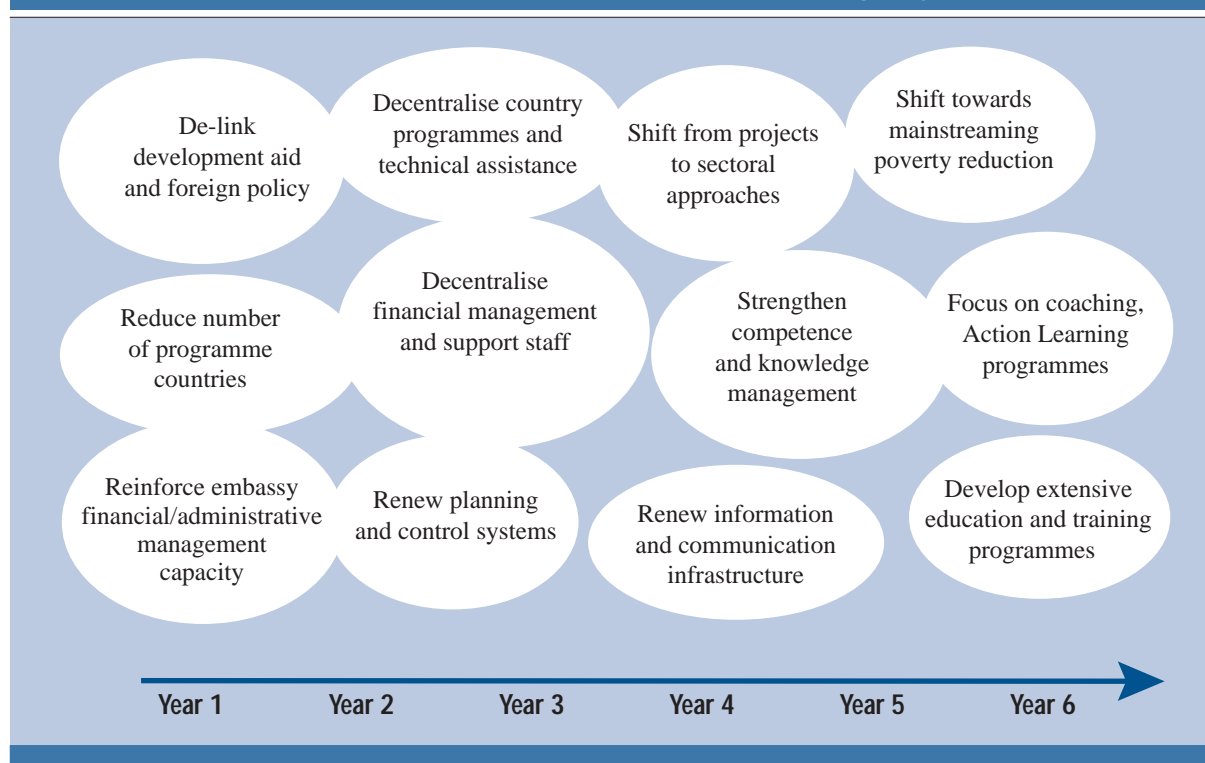 De-link
development aid
and foreign policy
Decentralise country
programmes and
technical assistance
Shift from projects
to sectoral
approaches
Shift towards
mainstreaming
poverty reduction
Reduce number
of programme
countries
Decentralise
financial management
and support staff
Strengthen
competence
and knowledge
management
Focus on coaching,
Action Learning
programmes
Reinforce embassy
financial/administrative
management
capacity
Renew planning
and control systems
Renew information
and communication
infrastructure
Develop extensive
education and training
programmes
Year 1 Year 2 Year 3 Year 4 Year 5 Year 6